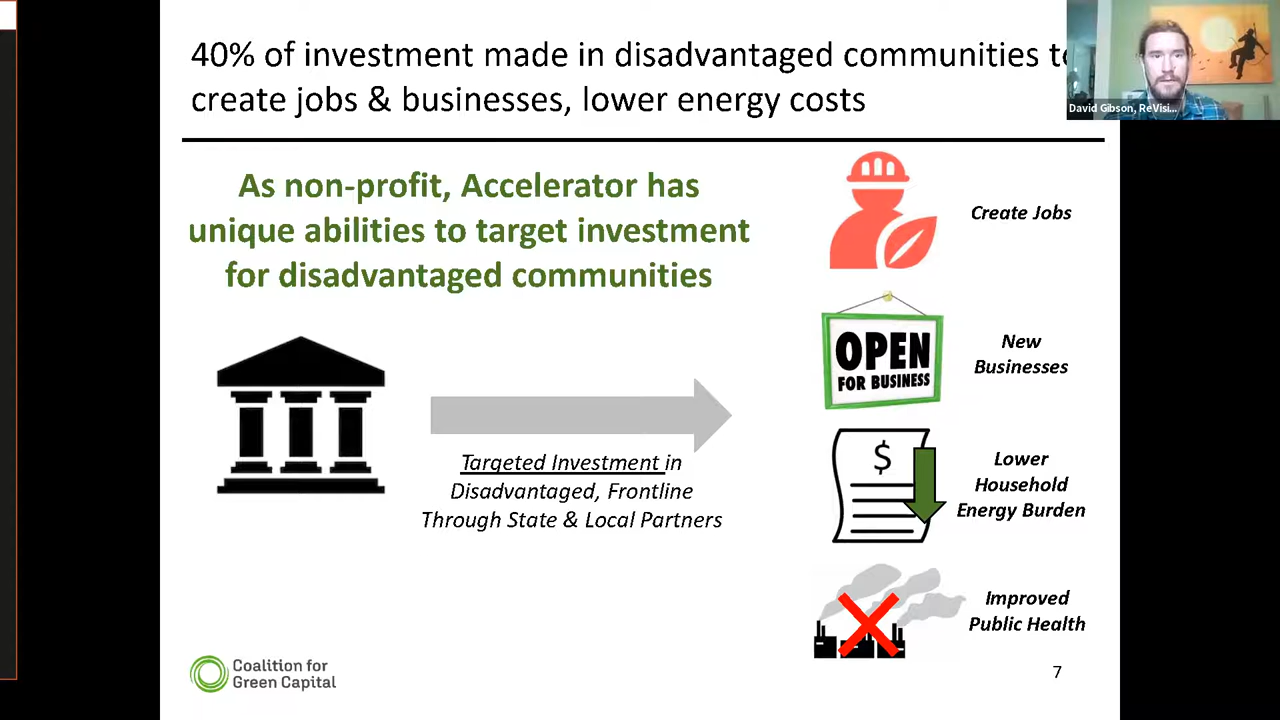 40% of investment made in disadvantaged communities to
create jobs & businesses, lower energy costs
David Gibson, ReVisi...
As non-profit, Accelerator has
unique abilities to target investment
for disadvantaged communities
Create Jobs
OPEN
FOR BUSINESS
New
Businesses
Targeted Investment in
Disadvantaged, Frontline
Through State & Local Partners
$
Lower
Household
Energy Burden
Improved
Public Health
Coalition for
Green Capital
7